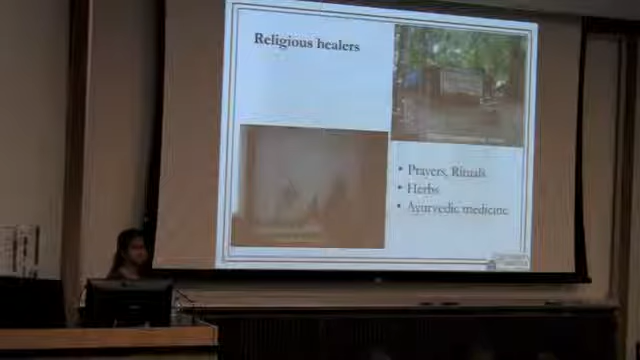 Religious healers
• Prayers, Rituals
• Herbs
• Ayurvedic medicine